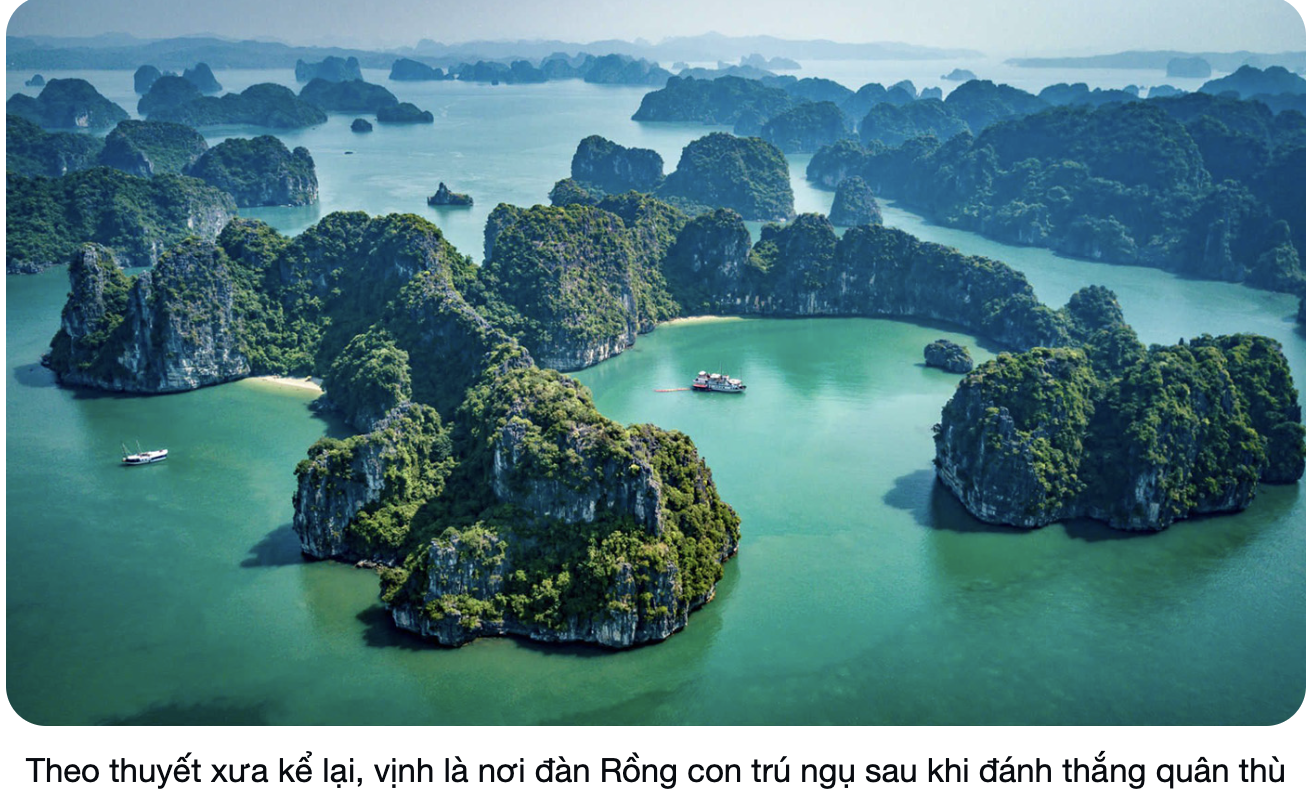 Theo thuyết xưa kể lại, vịnh là nơi đàn Rồng con trú ngụ sau khi đánh thắng quân thù